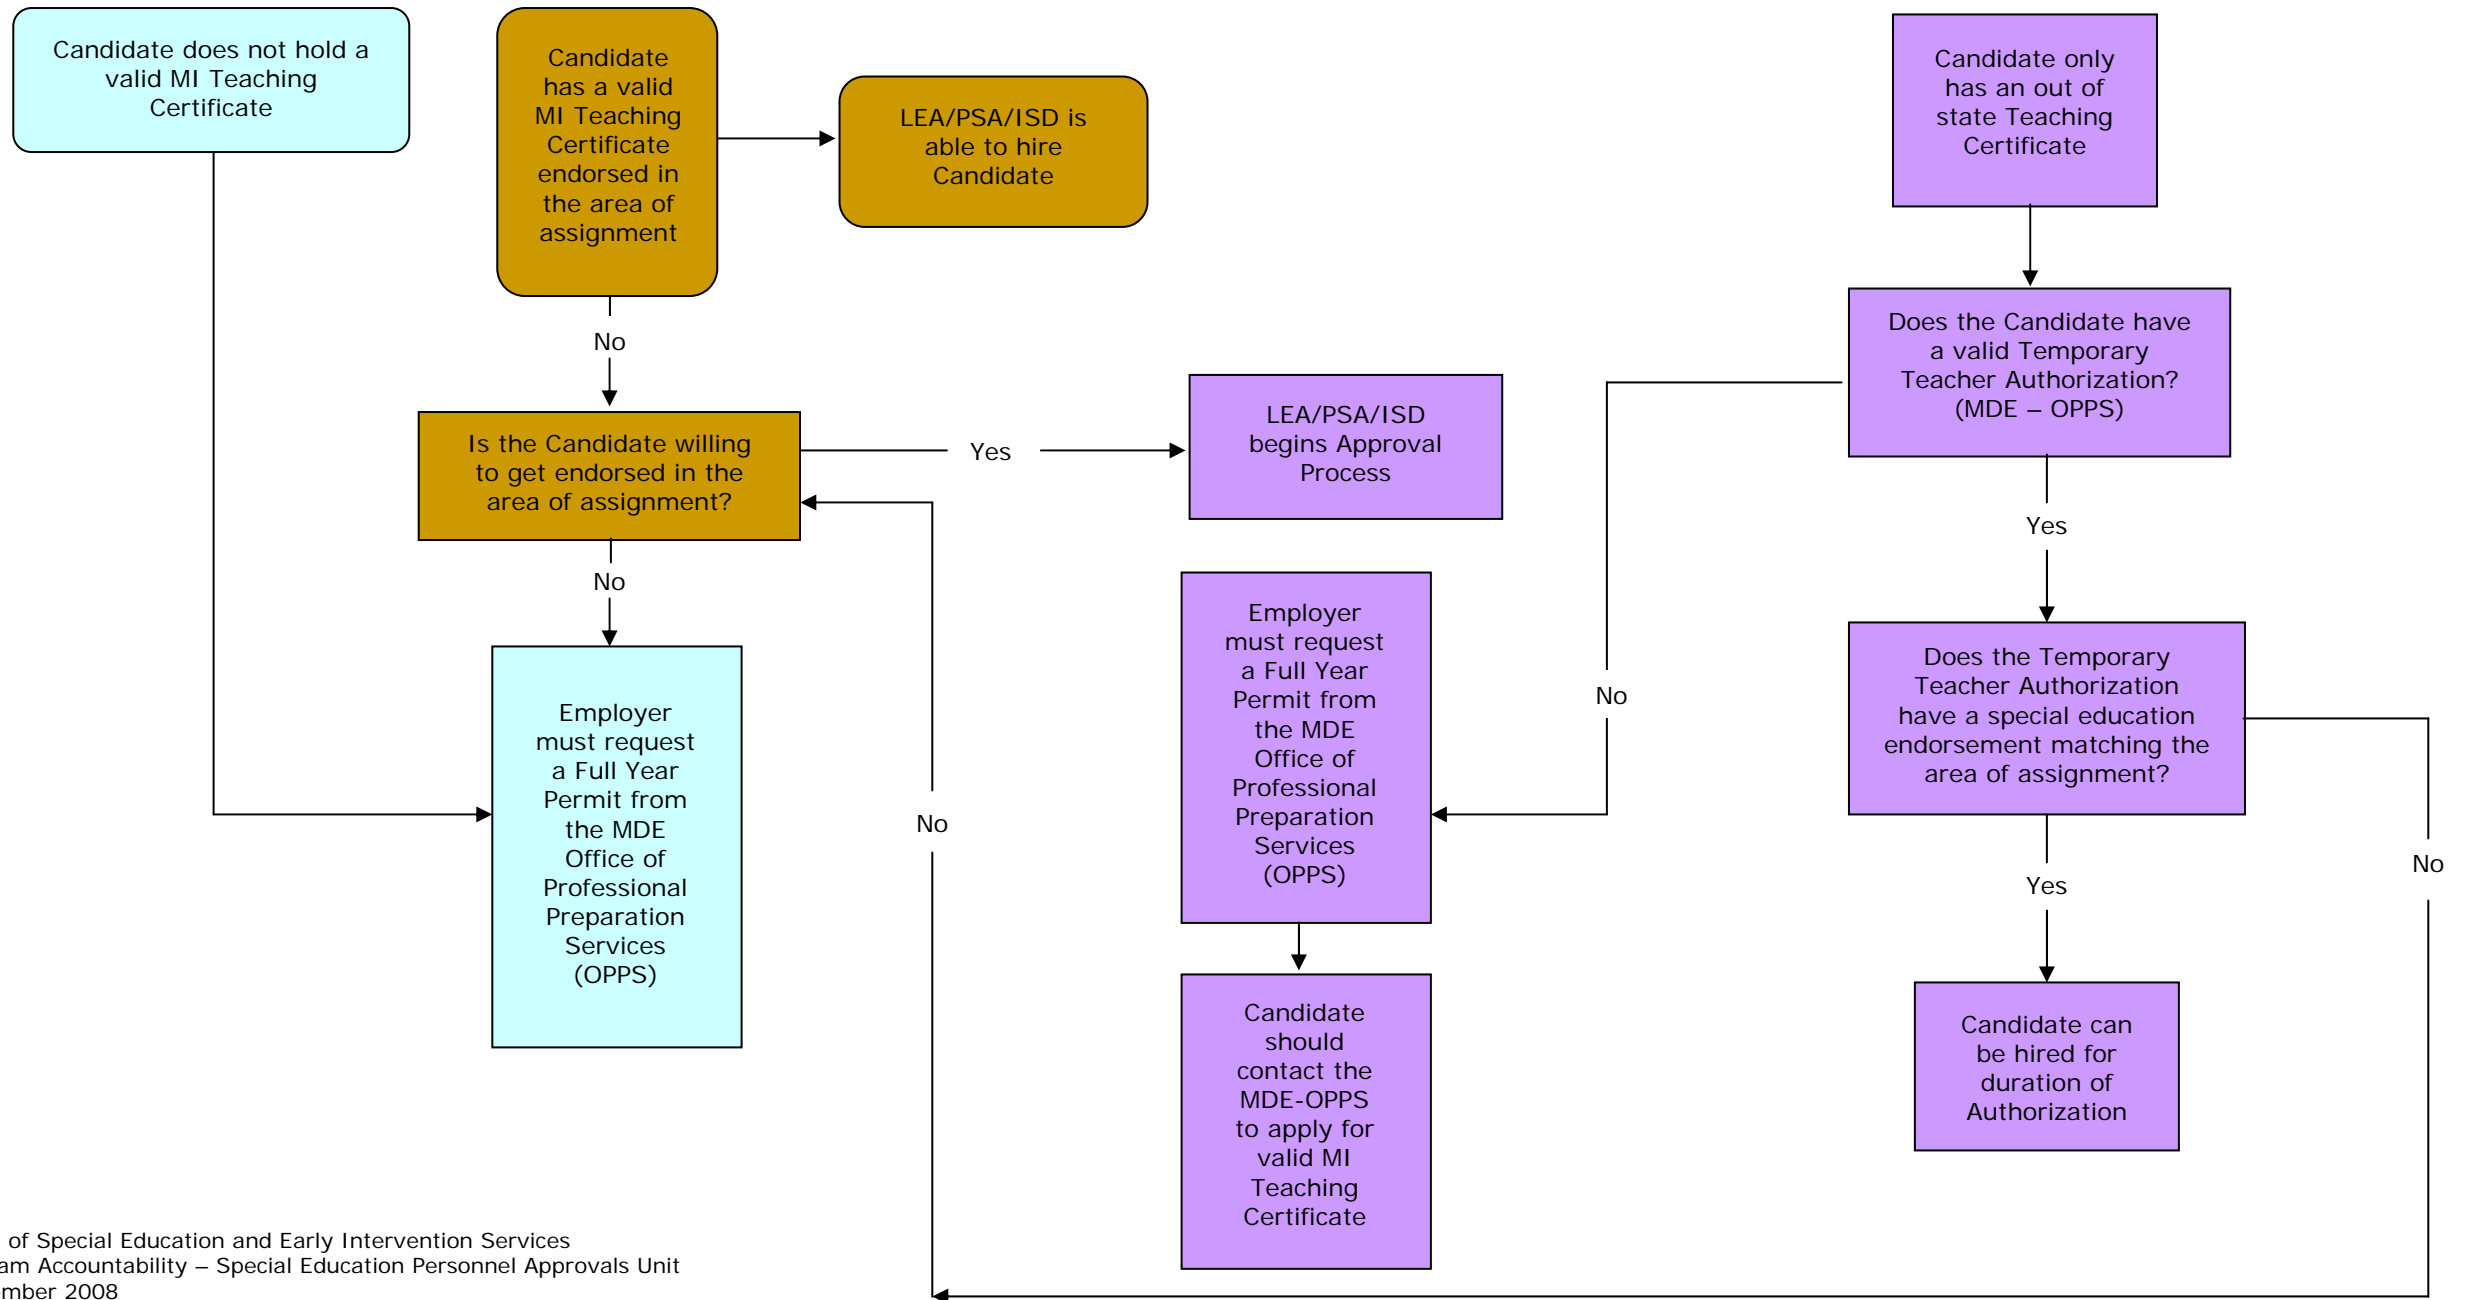 Candidate does not hold a
valid MI Teaching
Certificate
Candidate
has a valid
MI Teaching
Certificate
endorsed in
the area of
assignment
LEA/PSA/ISD is
able to hire
Candidate
Candidate only
has an out of
state Teaching
Certificate
No
Does the Candidate have
a valid Temporary
Teacher Authorization?
(MDE – OPPS)
Is the Candidate willing
to get endorsed in the
area of assignment?
Yes
LEA/PSA/ISD
begins Approval
Process
Yes
No
Employer
must request
a Full Year
Permit from
the MDE
Office of
Professional
Preparation
Services
(OPPS)
Employer
must request
a Full Year
Permit from
the MDE
Office of
Professional
Preparation
Services
(OPPS)
No
Does the Temporary
Teacher Authorization
have a special education
endorsement matching the
area of assignment?
No
No
Yes
Candidate
should
contact the
MDE-OPPS
to apply for
valid MI
Teaching
Certificate
Candidate can
be hired for
duration of
Authorization
of Special Education and Early Intervention Services
am Accountability – Special Education Personnel Approvals Unit
ember 2008